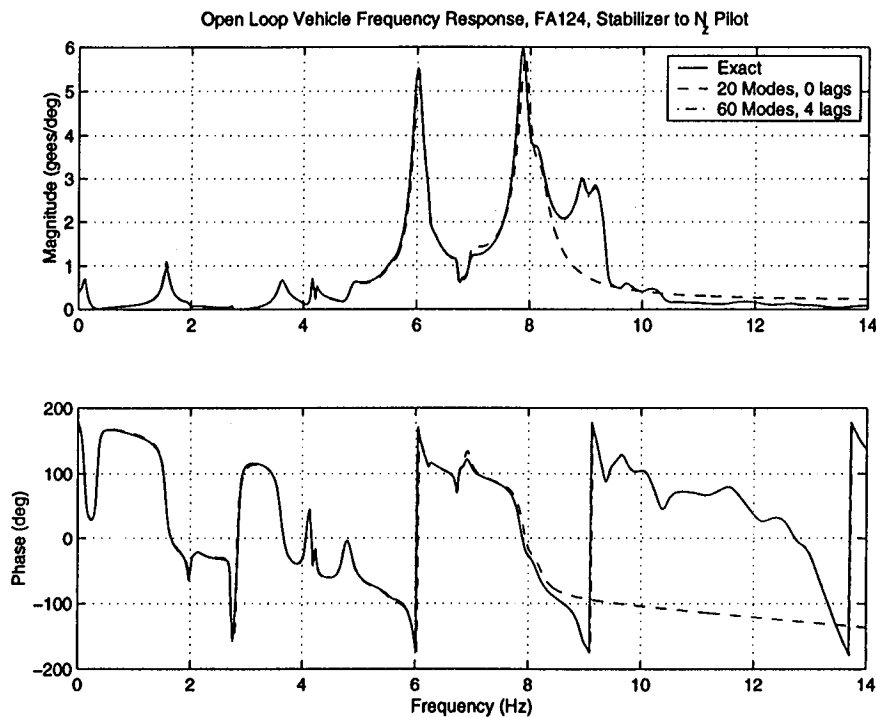 Open Loop Vehicle Frequency Response, FA124, Stabilizer to N_z Pilot
6
5
4
3
2
1
0
Magnitude (gees/deg)
Exact
20 Modes, 0 lags
60 Modes, 4 lags
0 2 4 6 8 10 12 14
200
100
0
−100
−200
Phase (deg)
0 2 4 6 8 10 12 14
Frequency (Hz)